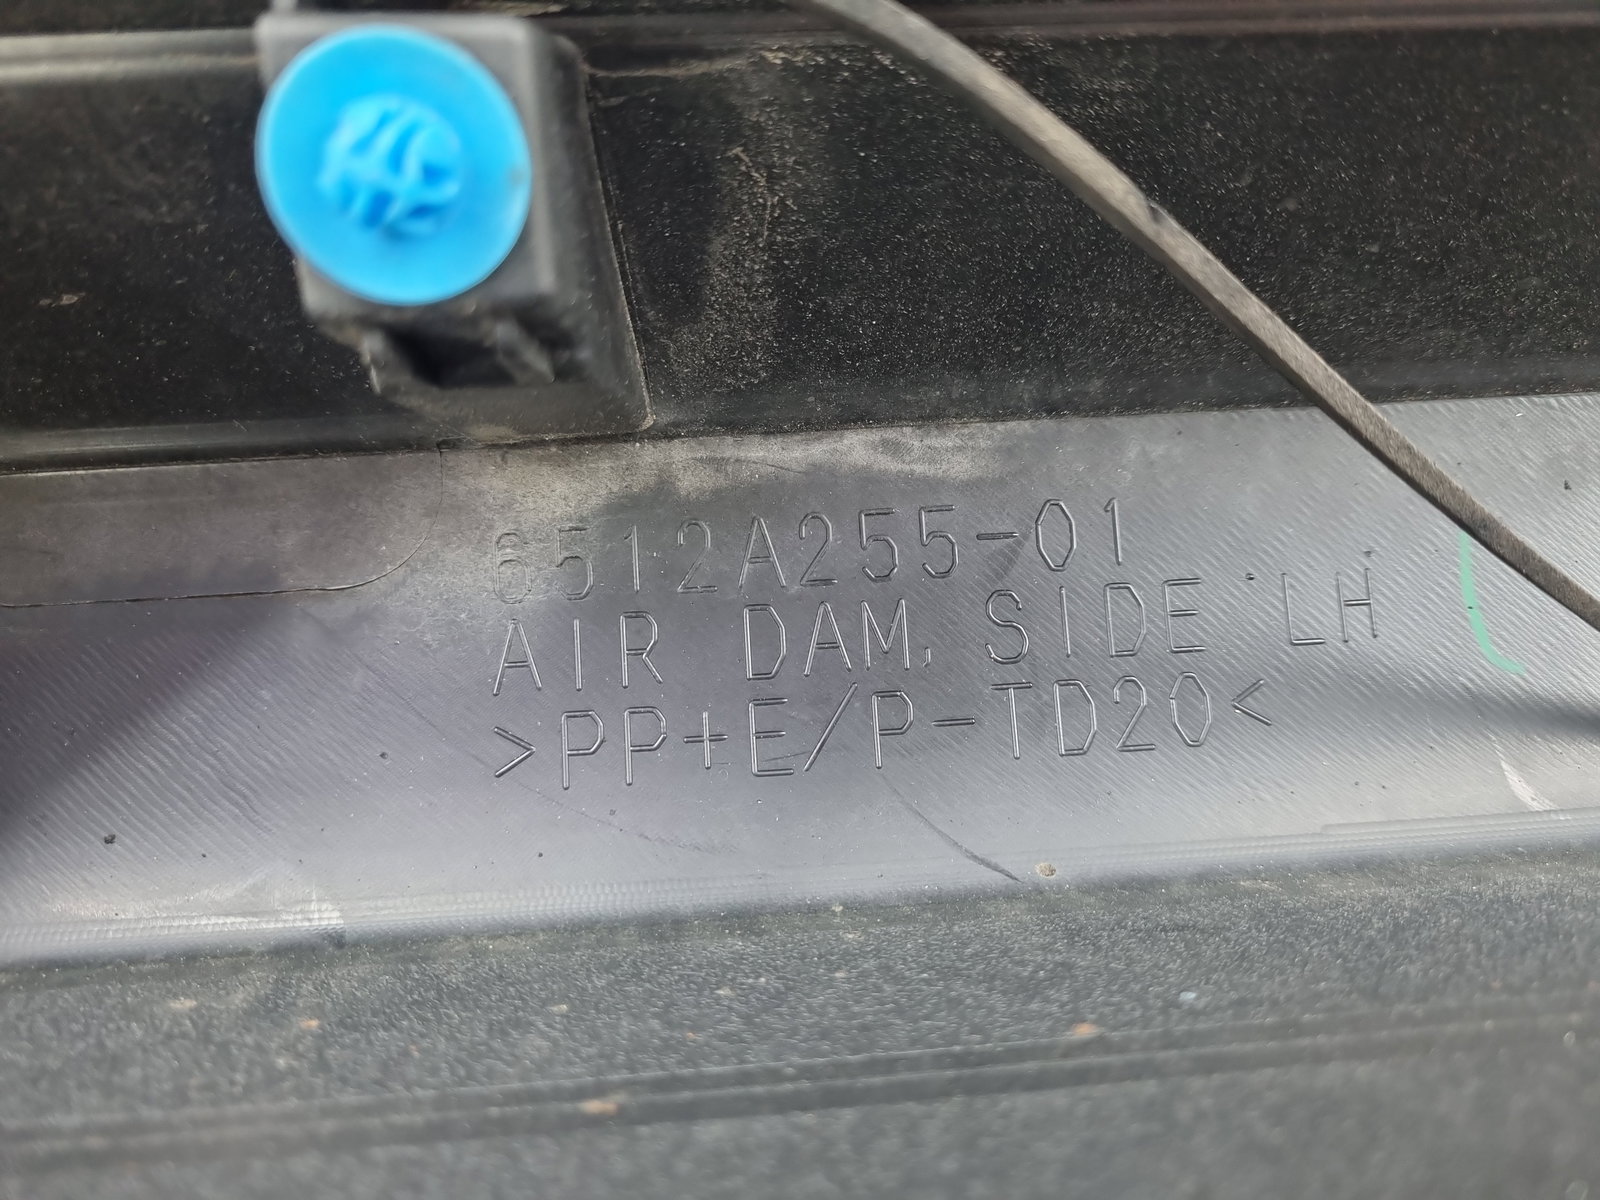 6512A255-01
AIR DAM, SIDE LH
>PP+E/P-TD20<